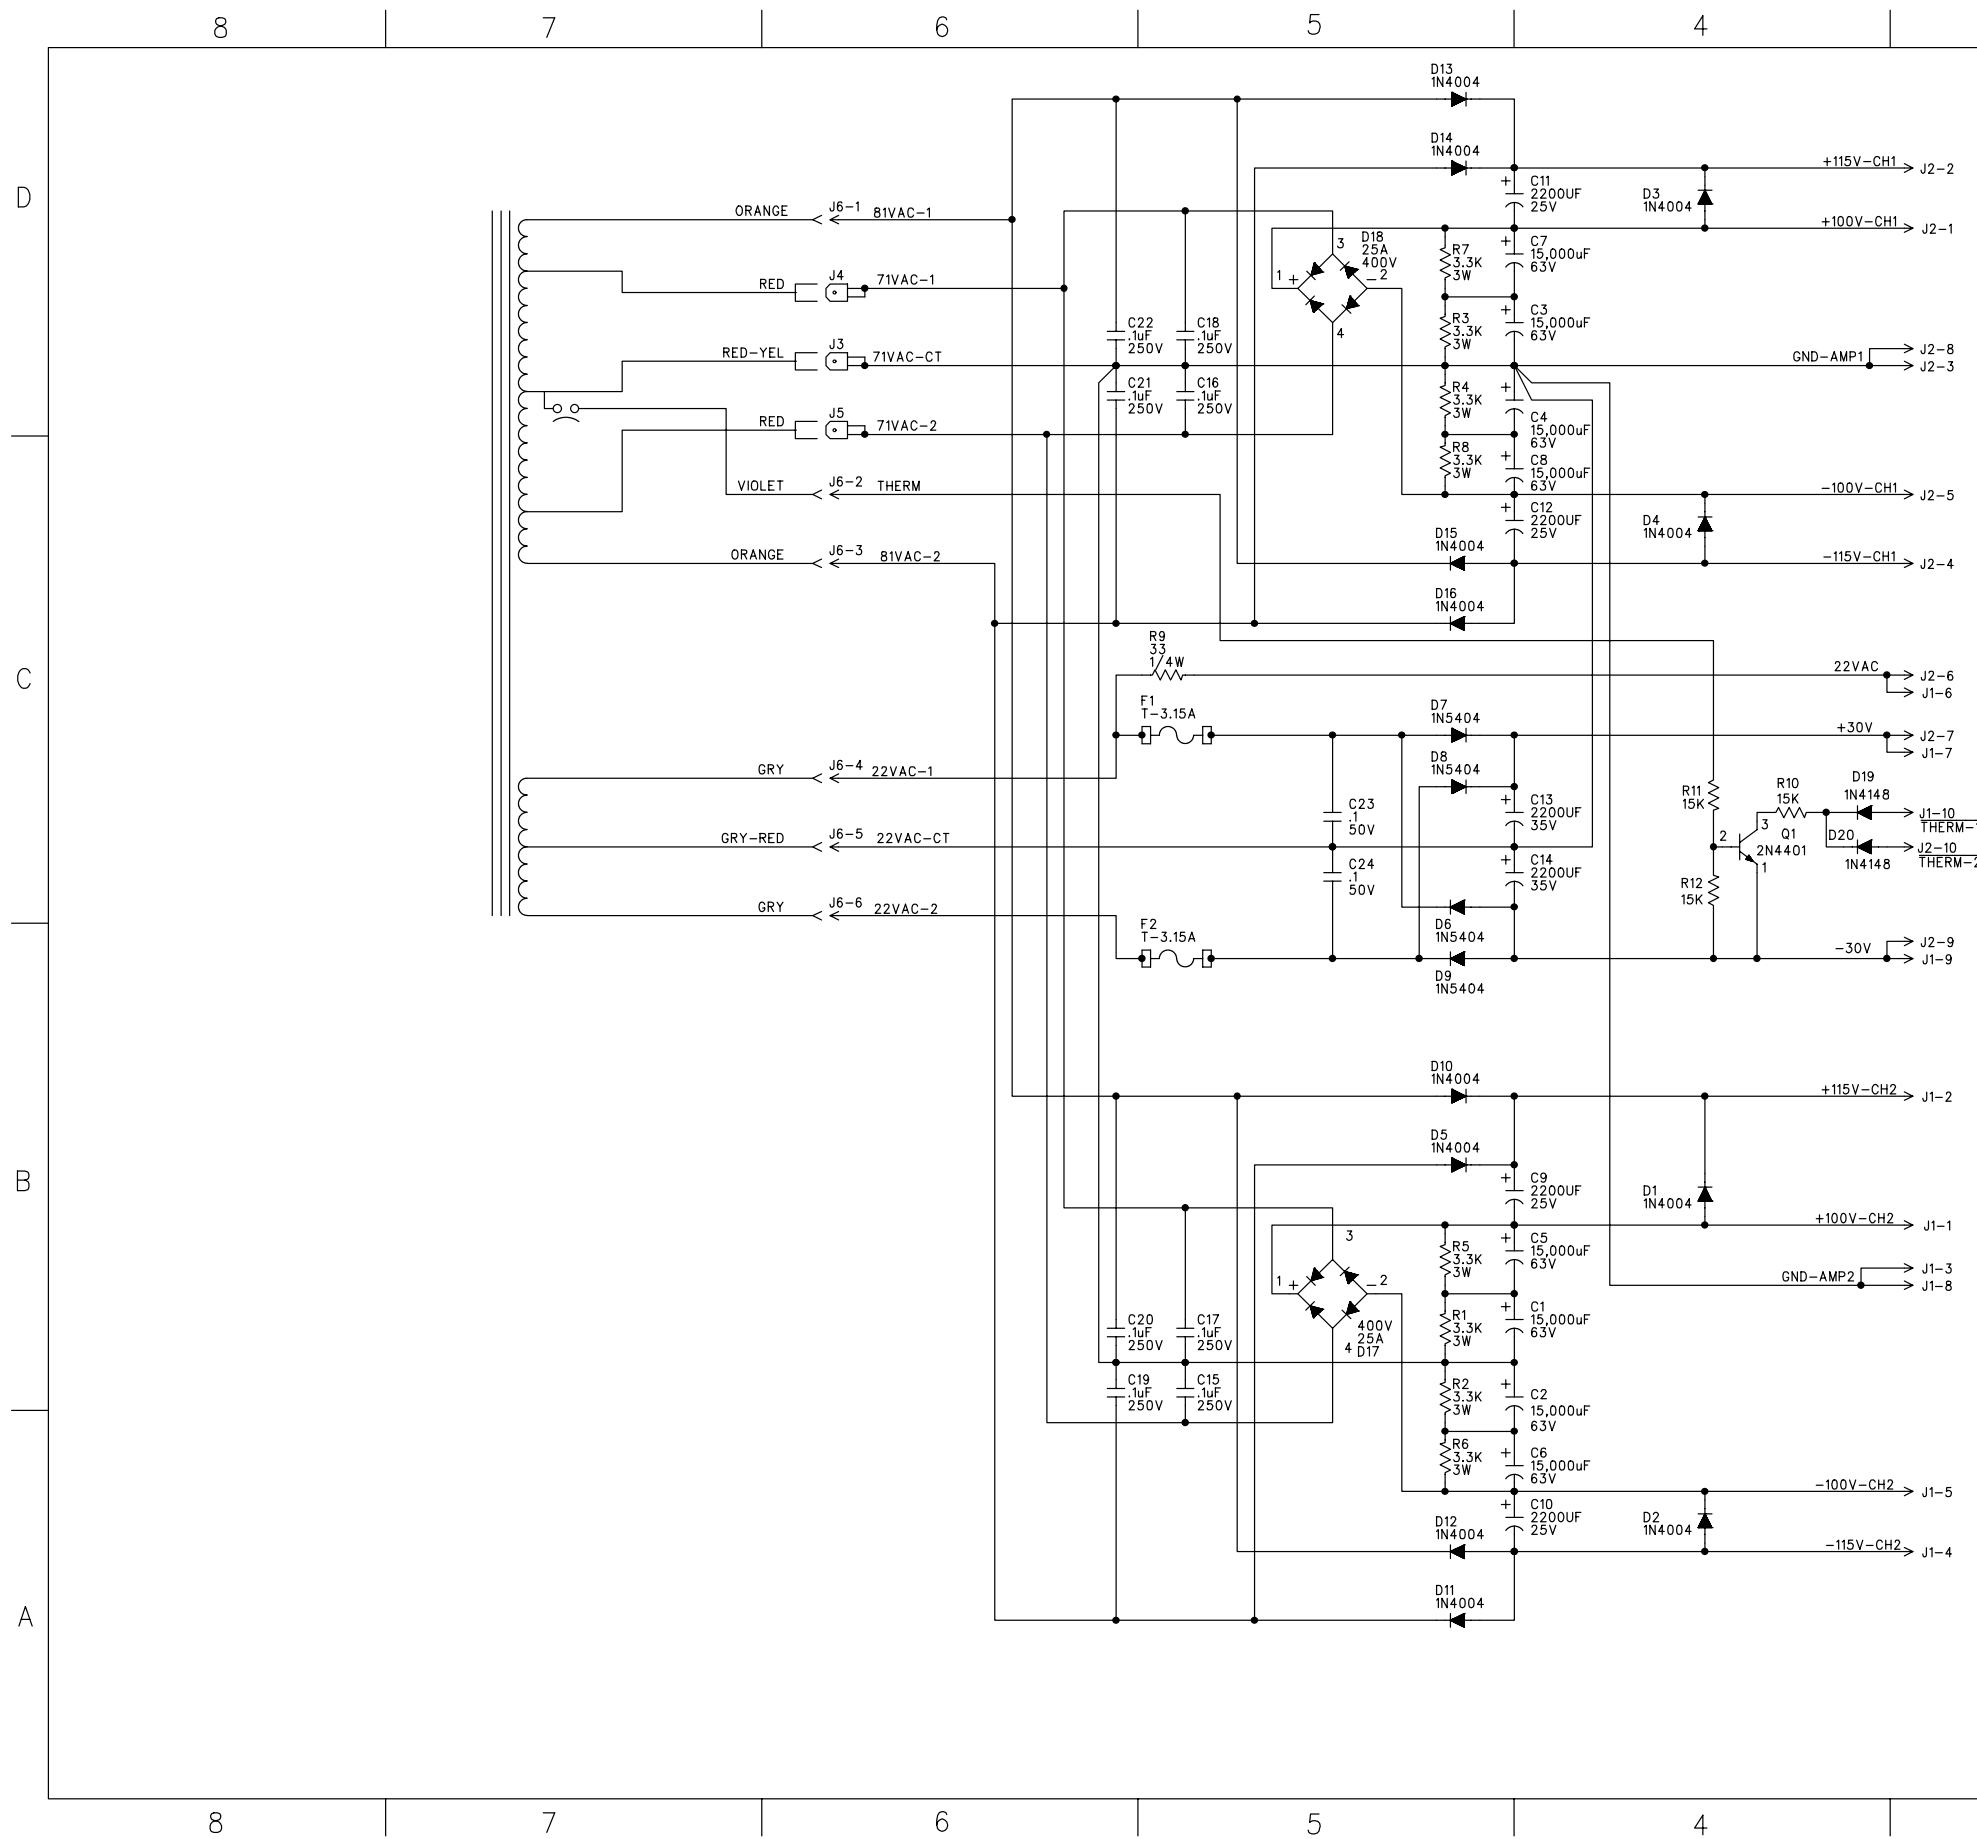 8 7 6 5 4
D13
1N4004
D14
1N4004
+115V-CH1 J2-2
C11
2200UF
25V
D3
1N4004
D
ORANGE J6-1 81VAC-1
+100V-CH1 J2-1
D18
25A
400V
3
1 + - 2
4
R7
3.3K
3W
C7
15,000uF
63V
RED J4 71VAC-1
R3
3.3K
3W
C3
15,000uF
63V
C22
.1uF
250V
C18
.1uF
250V
RED-YEL J3 71VAC-CT
GND-AMP1 J2-8
J2-3
C21
.1uF
250V
C16
.1uF
250V
R4
3.3K
3W
C4
15,000uF
63V
RED J5 71VAC-2
R8
3.3K
3W
C8
15,000uF
63V
VIOLET J6-2 THERM
-100V-CH1 J2-5
C12
2200UF
25V
D4
1N4004
D15
1N4004
ORANGE J6-3 81VAC-2
-115V-CH1 J2-4
D16
1N4004
C
R9
33
1/4W
22VAC J2-6
J1-6
F1
T-3.15A
D7
1N5404
+30V J2-7
J1-7
D8
1N5404
GRY J6-4 22VAC-1
R11
15K
R10
15K
D19
1N4148
J1-10
THERM-1
C23
.1
50V
C13
2200UF
35V
3
2
1
Q1
2N4401
D20
1N4148
J2-10
THERM-2
GRY-RED J6-5 22VAC-CT
C24
.1
50V
C14
2200UF
35V
R12
15K
GRY J6-6 22VAC-2
F2
T-3.15A
D6
1N5404
J2-9
-30V J1-9
D9
1N5404
D10
1N4004
+115V-CH2 J1-2
D5
1N4004
B
C9
2200UF
25V
D1
1N4004
+100V-CH2 J1-1
3
1 + - 2
4
400V
25A
D17
R5
3.3K
3W
C5
15,000uF
63V
J1-3
GND-AMP2 J1-8
R1
3.3K
3W
C1
15,000uF
63V
C20
.1uF
250V
C17
.1uF
250V
C19
.1uF
250V
C15
.1uF
250V
R2
3.3K
3W
C2
15,000uF
63V
R6
3.3K
3W
C6
15,000uF
63V
-100V-CH2 J1-5
C10
2200UF
25V
D2
1N4004
D12
1N4004
-115V-CH2 J1-4
D11
1N4004
A
8 7 6 5 4